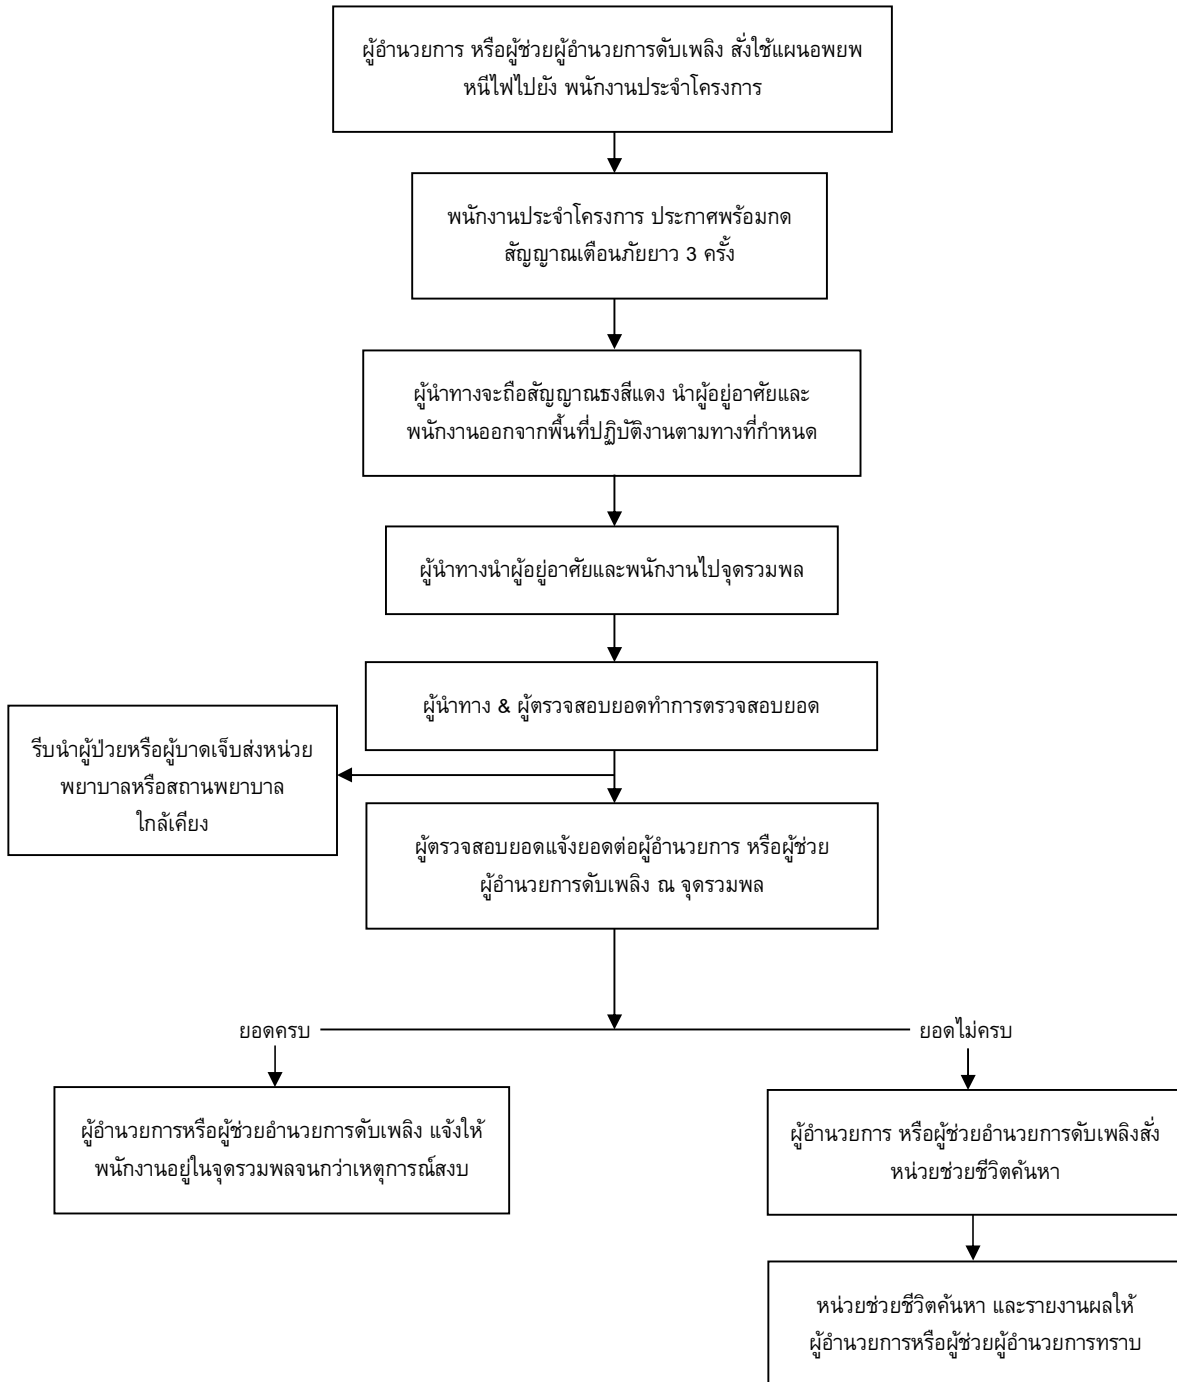 ผู้อำนวยการ หรือผู้ช่วยผู้อำนวยการดับเพลิง สั่งใช้แผนอพยพ
หนีไฟไปยัง พนักงานประจำโครงการ
พนักงานประจำโครงการ ประกาศพร้อมกด
สัญญาณเตือนภัยยาว 3 ครั้ง
ผู้นำทางจะถือสัญญาณธงสีแดง นำผู้อยู่อาศัยและ
พนักงานออกจากพื้นที่ปฏิบัติงานตามทางที่กำหนด
ผู้นำทางนำผู้อยู่อาศัยและพนักงานไปจุดรวมพล
ผู้นำทาง & ผู้ตรวจสอบยอดทำการตรวจสอบยอด
รีบนำผู้ป่วยหรือผู้บาดเจ็บส่งหน่วย
พยาบาลหรือสถานพยาบาล
ใกล้เคียง
ผู้ตรวจสอบยอดแจ้งยอดต่อผู้อำนวยการ หรือผู้ช่วย
ผู้อำนวยการดับเพลิง ณ จุดรวมพล
ยอดครบ
ยอดไม่ครบ
ผู้อำนวยการหรือผู้ช่วยอำนวยการดับเพลิง แจ้งให้
พนักงานอยู่ในจุดรวมพลจนกว่าเหตุการณ์สงบ
ผู้อำนวยการ หรือผู้ช่วยอำนวยการดับเพลิงสั่ง
หน่วยช่วยชีวิตค้นหา
หน่วยช่วยชีวิตค้นหา และรายงานผลให้
ผู้อำนวยการหรือผู้ช่วยผู้อำนวยการทราบ